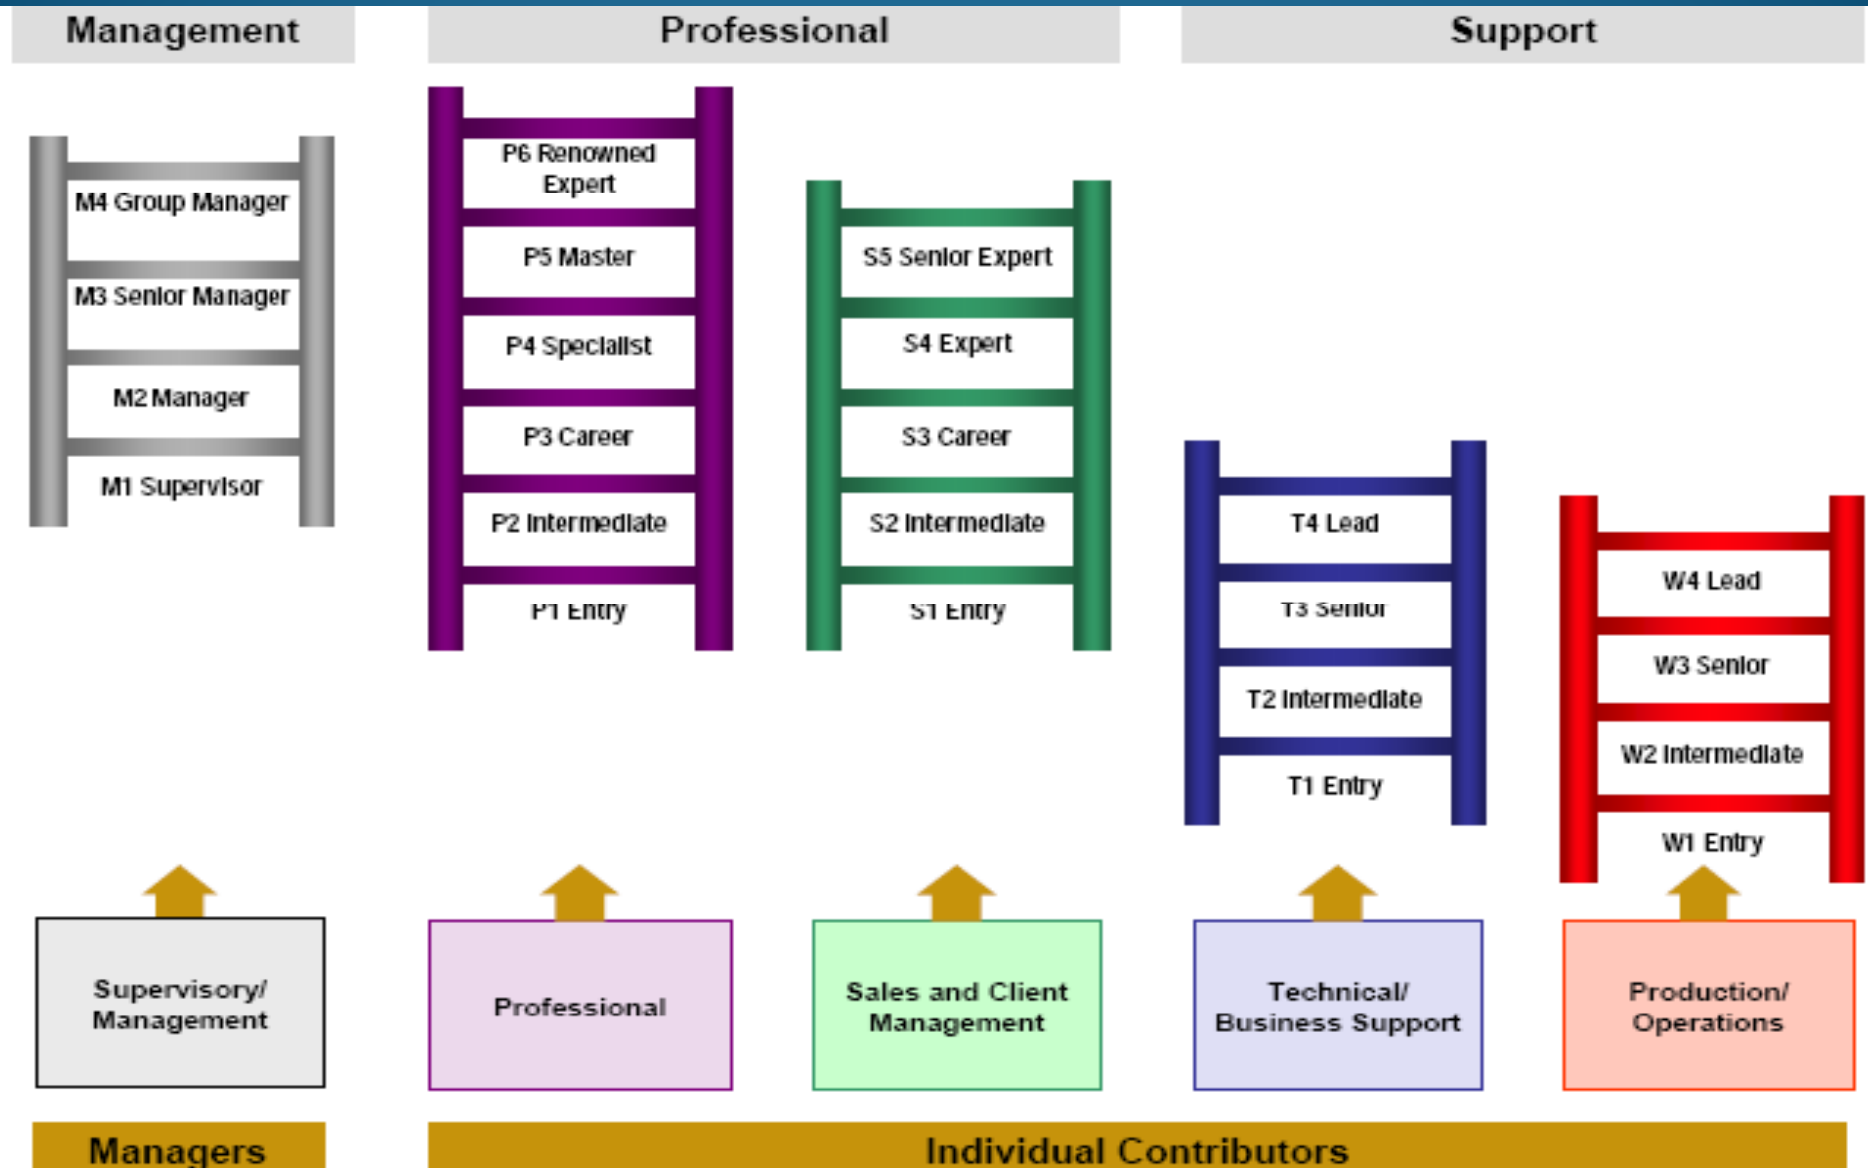 Management
Professional
Support
M4 Group Manager
M3 Senior Manager
M2 Manager
M1 Supervisor
P6 Renowned
Expert
P5 Master
P4 Specialist
P3 Career
P2 Intermediate
P1 Entry
S5 Senior Expert
S4 Expert
S3 Career
S2 Intermediate
S1 Entry
T4 Lead
T3 Senior
T2 Intermediate
T1 Entry
W4 Lead
W3 Senior
W2 Intermediate
W1 Entry
Supervisory/
Management
Professional
Sales and Client
Management
Technical/
Business Support
Production/
Operations
Managers
Individual Contributors